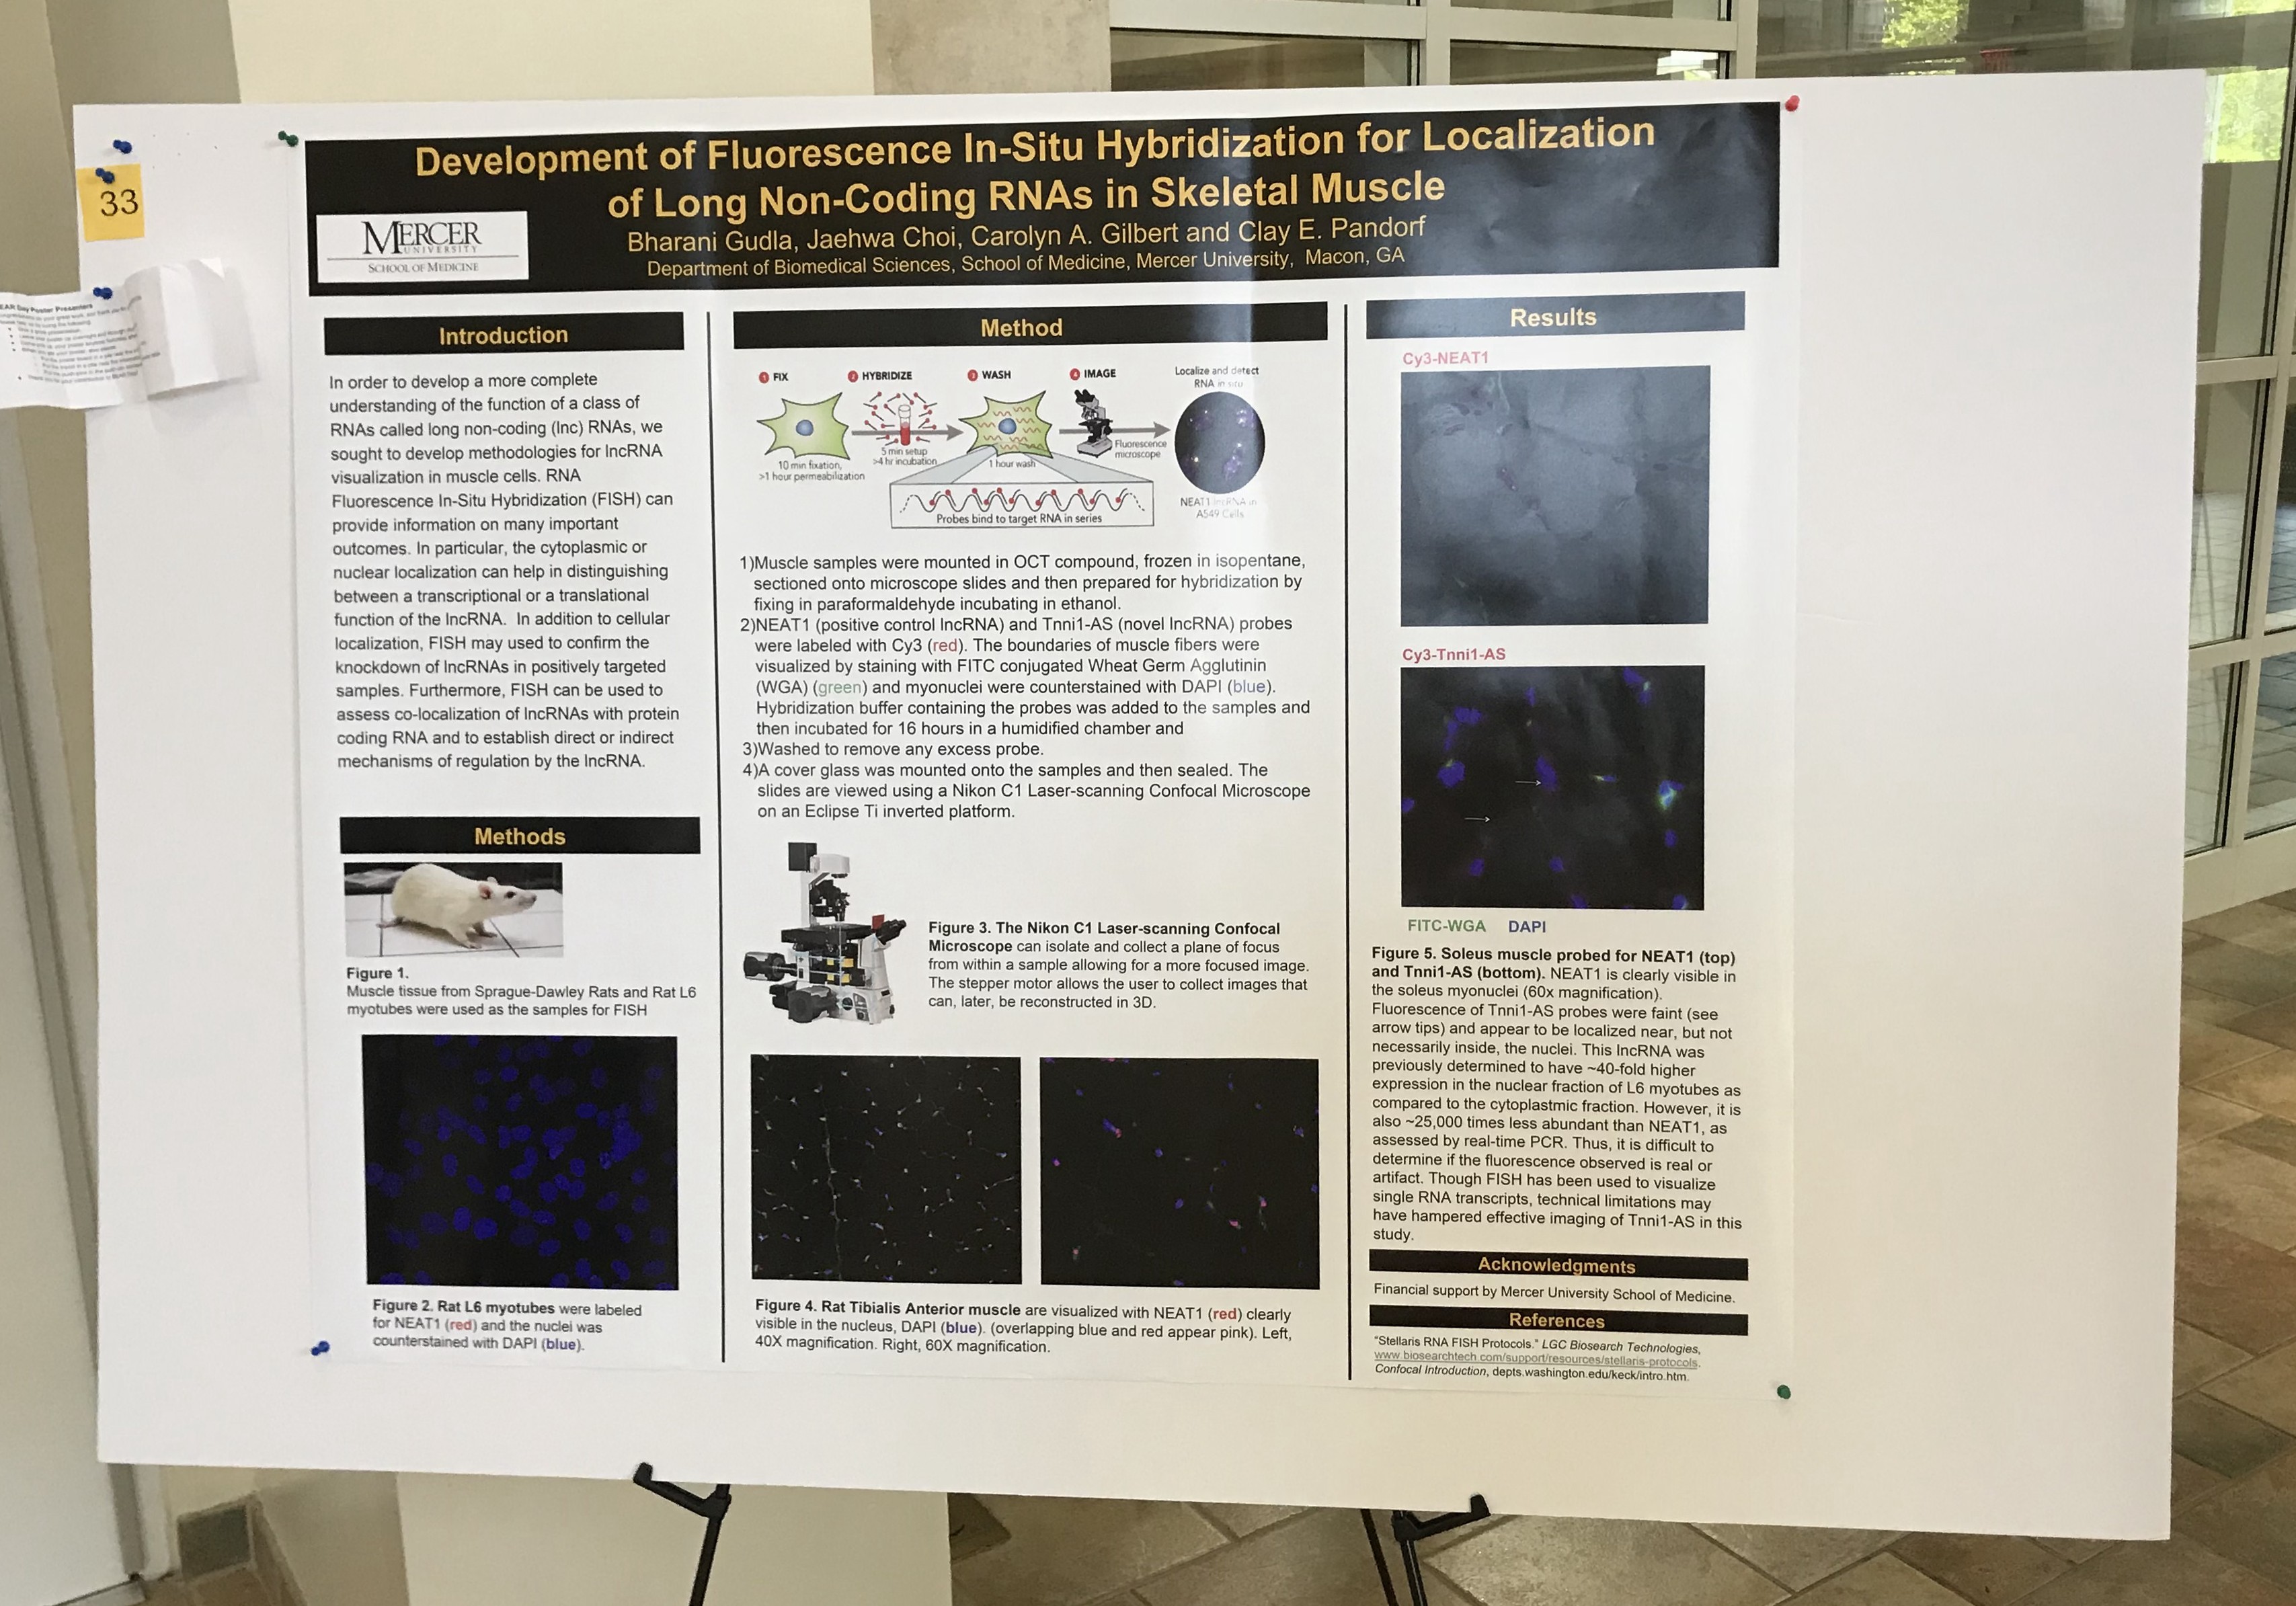 33
EAR Day Poster Presenters
Development of Fluorescence In-Situ Hybridization for Localization
of Long Non-Coding RNAs in Skeletal Muscle
Bharani Gudla, Jaehwa Choi, Carolyn A. Gilbert and Clay E. Pandorf
Department of Biomedical Sciences, School of Medicine, Mercer University, Macon, GA
MERCER
UNIVERSITY
SCHOOL OF MEDICINE
Introduction
In order to develop a more complete
understanding of the function of a class of
RNAs called long non-coding (lnc) RNAs, we
sought to develop methodologies for lncRNA
visualization in muscle cells. RNA
Fluorescence In-Situ Hybridization (FISH) can
provide information on many important
outcomes. In particular, the cytoplasmic or
nuclear localization can help in distinguishing
between a transcriptional or a translational
function of the lncRNA. In addition to cellular
localization, FISH may used to confirm the
knockdown of lncRNAs in positively targeted
samples. Furthermore, FISH can be used to
assess co-localization of lncRNAs with protein
coding RNA and to establish direct or indirect
mechanisms of regulation by the lncRNA.
Methods
Figure 1.
Muscle tissue from Sprague-Dawley Rats and Rat L6
myotubes were used as the samples for FISH
Figure 2. Rat L6 myotubes were labeled
for NEAT1 (red) and the nuclei was
counterstained with DAPI (blue).
Method
1 FIX
2 HYBRIDIZE
3 WASH
4 IMAGE
Localize and detect
RNA in situ
10 min fixation,
>1 hour permeabilization
5 min setup
>4 hr incubation
1 hour wash
Fluorescence
microscope
Probes bind to target RNA in series
NEAT1 lncRNA in
A549 Cells
1)Muscle samples were mounted in OCT compound, frozen in isopentane,
sectioned onto microscope slides and then prepared for hybridization by
fixing in paraformaldehyde incubating in ethanol.
2)NEAT1 (positive control lncRNA) and Tnni1-AS (novel lncRNA) probes
were labeled with Cy3 (red). The boundaries of muscle fibers were
visualized by staining with FITC conjugated Wheat Germ Agglutinin
(WGA) (green) and myonuclei were counterstained with DAPI (blue).
Hybridization buffer containing the probes was added to the samples and
then incubated for 16 hours in a humidified chamber and
3)Washed to remove any excess probe.
4)A cover glass was mounted onto the samples and then sealed. The
slides are viewed using a Nikon C1 Laser-scanning Confocal Microscope
on an Eclipse Ti inverted platform.
Figure 3. The Nikon C1 Laser-scanning Confocal
Microscope can isolate and collect a plane of focus
from within a sample allowing for a more focused image.
The stepper motor allows the user to collect images that
can, later, be reconstructed in 3D.
Figure 4. Rat Tibialis Anterior muscle are visualized with NEAT1 (red) clearly
visible in the nucleus, DAPI (blue). (overlapping blue and red appear pink). Left,
40X magnification. Right, 60X magnification.
Results
Cy3-NEAT1
Cy3-Tnni1-AS
FITC-WGA DAPI
Figure 5. Soleus muscle probed for NEAT1 (top)
and Tnni1-AS (bottom). NEAT1 is clearly visible in
the soleus myonuclei (60x magnification).
Fluorescence of Tnni1-AS probes were faint (see
arrow tips) and appear to be localized near, but not
necessarily inside, the nuclei. This lncRNA was
previously determined to have ~40-fold higher
expression in the nuclear fraction of L6 myotubes as
compared to the cytoplastmic fraction. However, it is
also ~25,000 times less abundant than NEAT1, as
assessed by real-time PCR. Thus, it is difficult to
determine if the fluorescence observed is real or
artifact. Though FISH has been used to visualize
single RNA transcripts, technical limitations may
have hampered effective imaging of Tnni1-AS in this
study.
Acknowledgments
Financial support by Mercer University School of Medicine.
References
"Stellaris RNA FISH Protocols." LGC Biosearch Technologies,
www.biosearchtech.com/support/resources/stellaris-protocols.
Confocal Introduction, depts.washington.edu/keck/intro.htm.